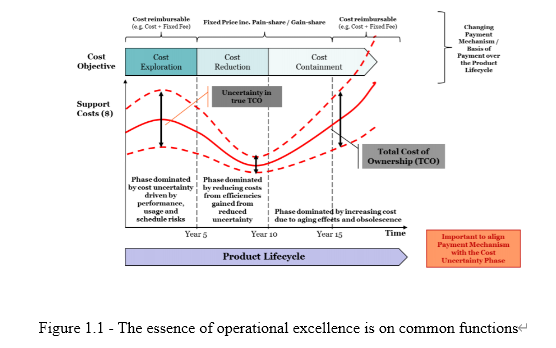 Cost reimbursable
(e.g. Cost + Fixed Fee)
Fixed Price inc. Pain-share / Gain-share
Cost reimbursable
(e.g. Cost + Fixed Fee)
Changing
Payment
Mechanism /
Basis of
Payment over
the Product
Lifecycle
Cost
Objective
Cost
Exploration
Cost
Reduction
Cost
Containment
Support
Costs ($)
Uncertainty in
true TCO
Total Cost of
Ownership (TCO)
Phase dominated
by cost uncertainty
driven by
performance,
usage and
schedule risks
Phase dominated
by reducing costs
from efficiencies
gained from
reduced
uncertainty
Phase dominated by increasing cost
due to aging effects and obsolescence
Year 5
Year 10
Year 15
Time
Product Lifecycle
Important to align
Payment Mechanism
with the Cost
Uncertainty Phase
Figure 1.1 - The essence of operational excellence is on common functions↵